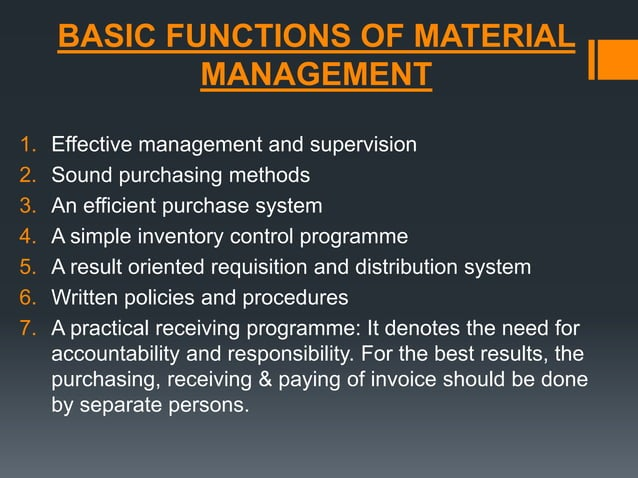 BASIC FUNCTIONS OF MATERIAL
MANAGEMENT
1. Effective management and supervision
2. Sound purchasing methods
3. An efficient purchase system
4. A simple inventory control programme
5. A result oriented requisition and distribution system
6. Written policies and procedures
7. A practical receiving programme: It denotes the need for
accountability and responsibility. For the best results, the
purchasing, receiving & paying of invoice should be done
by separate persons.